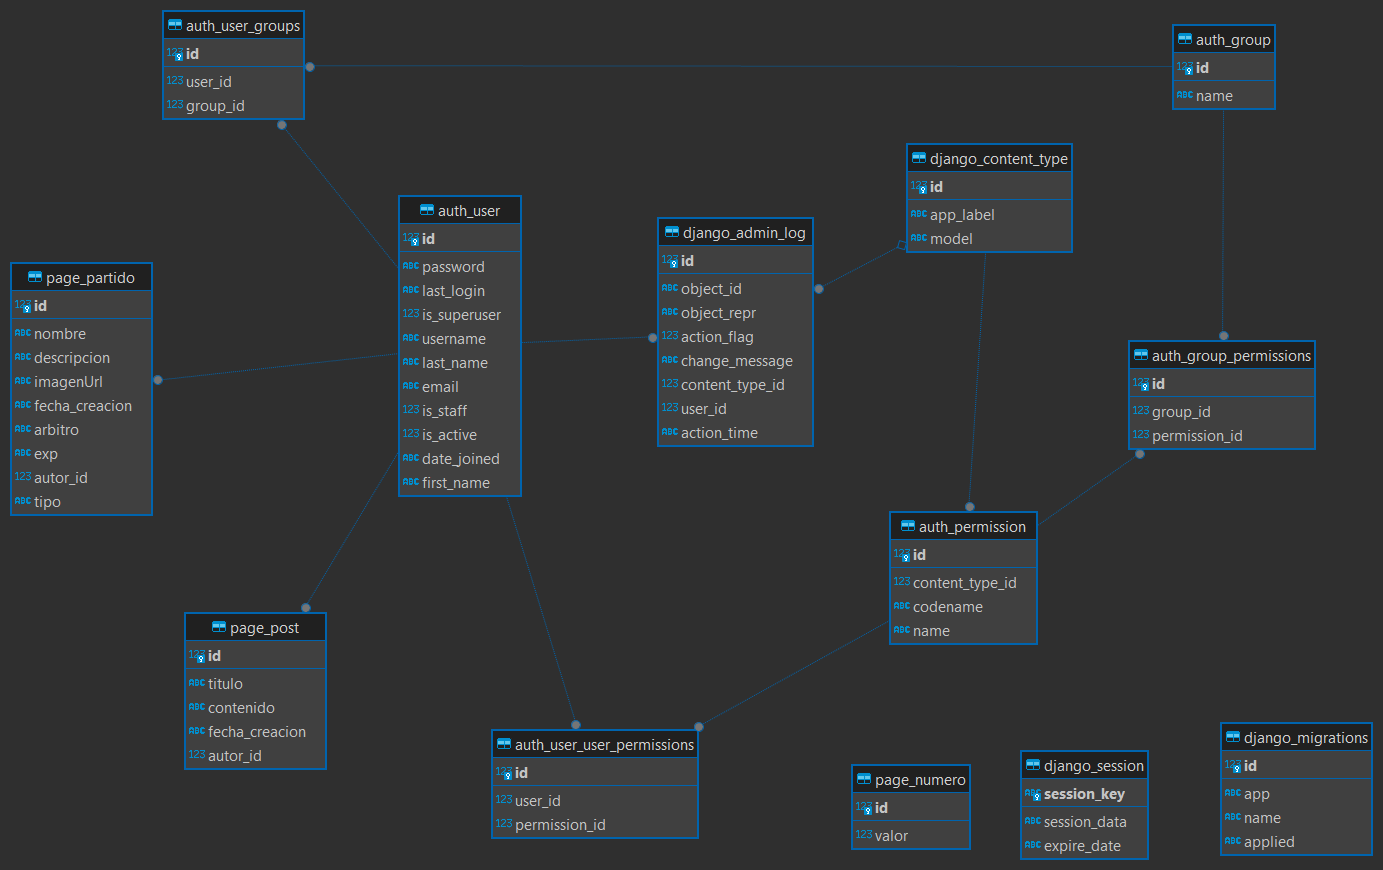 auth_user_groups
123 id
123 user_id
123 group_id
auth_group
123 id
ABC name
django_content_type
123 id
ABC app_label
ABC model
auth_user
123 id
ABC password
ABC last_login
123 is_superuser
ABC username
ABC last_name
ABC email
123 is_staff
123 is_active
ABC date_joined
ABC first_name
django_admin_log
123 id
ABC object_id
ABC object_repr
123 action_flag
ABC change_message
123 content_type_id
123 user_id
ABC action_time
page_partido
123 id
ABC nombre
ABC descripcion
ABC imagenUrl
ABC fecha_creacion
ABC arbitro
ABC exp
123 autor_id
ABC tipo
auth_group_permissions
123 id
123 group_id
123 permission_id
auth_permission
123 id
123 content_type_id
ABC codename
ABC name
page_post
123 id
ABC titulo
ABC contenido
ABC fecha_creacion
123 autor_id
auth_user_user_permissions
123 id
123 user_id
123 permission_id
page_numero
123 id
123 valor
django_session
ABC session_key
ABC session_data
ABC expire_date
django_migrations
123 id
ABC app
ABC name
ABC applied